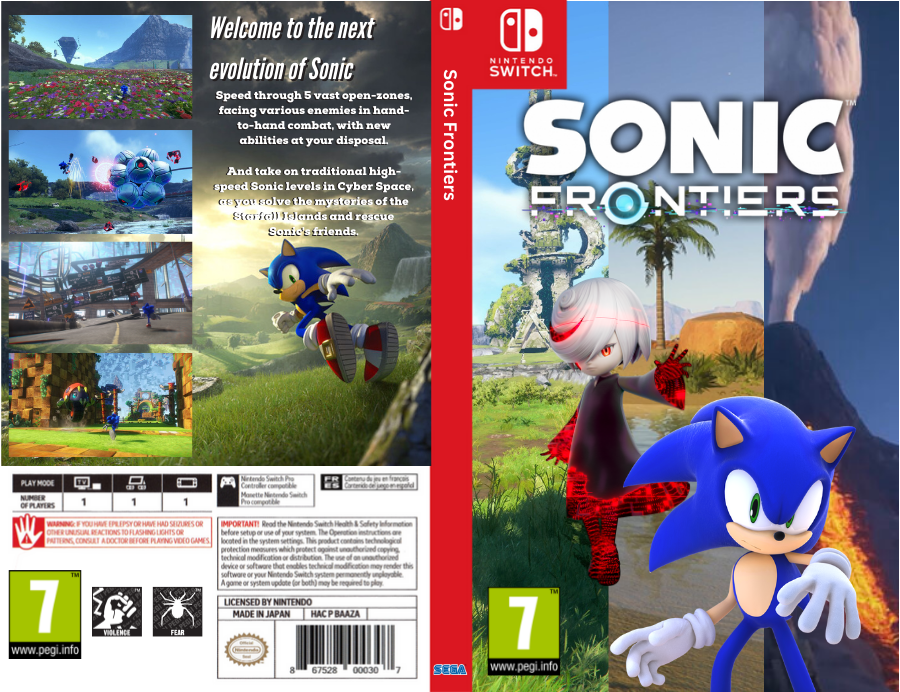 Welcome to the next
evolution of Sonic
Speed through 5 vast open-zones,
facing various enemies in hand-
to-hand combat, with new
abilities at your disposal.
And take on traditional high-
speed Sonic levels in Cyber Space,
as you solve the mysteries of the
Starfall Islands and rescue
Sonic's friends.
PLAY MODE
TV
NUMBER
OF PLAYERS
1
1
1
Nintendo Switch Pro
Controller compatible
Manette Nintendo Switch
Pro compatible
FR
ES
Contenu du jeu en français
Contenido del juego en español
WARNING: IF YOU HAVE EPILEPSY OR HAVE HAD SEIZURES OR
OTHER UNUSUAL REACTIONS TO FLASHING LIGHTS OR
PATTERNS, CONSULT A DOCTOR BEFORE PLAYING VIDEO GAMES.
IMPORTANT! Read the Nintendo Switch Health & Safety Information
before setup or use of your system. The Operation instructions are
located in the system settings. This product contains technological
protection measures which protect against unauthorized copying,
technical modification or distribution. The use of an unauthorized
device or software that enables technical modification may render this
software or your Nintendo Switch system permanently unplayable.
A game or system update (or both) may be required to play.
7
TM
www.pegi.info
VIOLENCE
FEAR
LICENSED BY NINTENDO
MADE IN JAPAN
HAC P BAAZA
Official
Nintendo
Seal
8 67528 00030 7
Sonic Frontiers
SEGA
NINTENDO
SWITCH™
SONIC™
FRONTIERS
7
TM
www.pegi.info